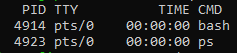 PID TTY          TIME CMD
4914 pts/0    00:00:00 bash
4923 pts/0    00:00:00 ps